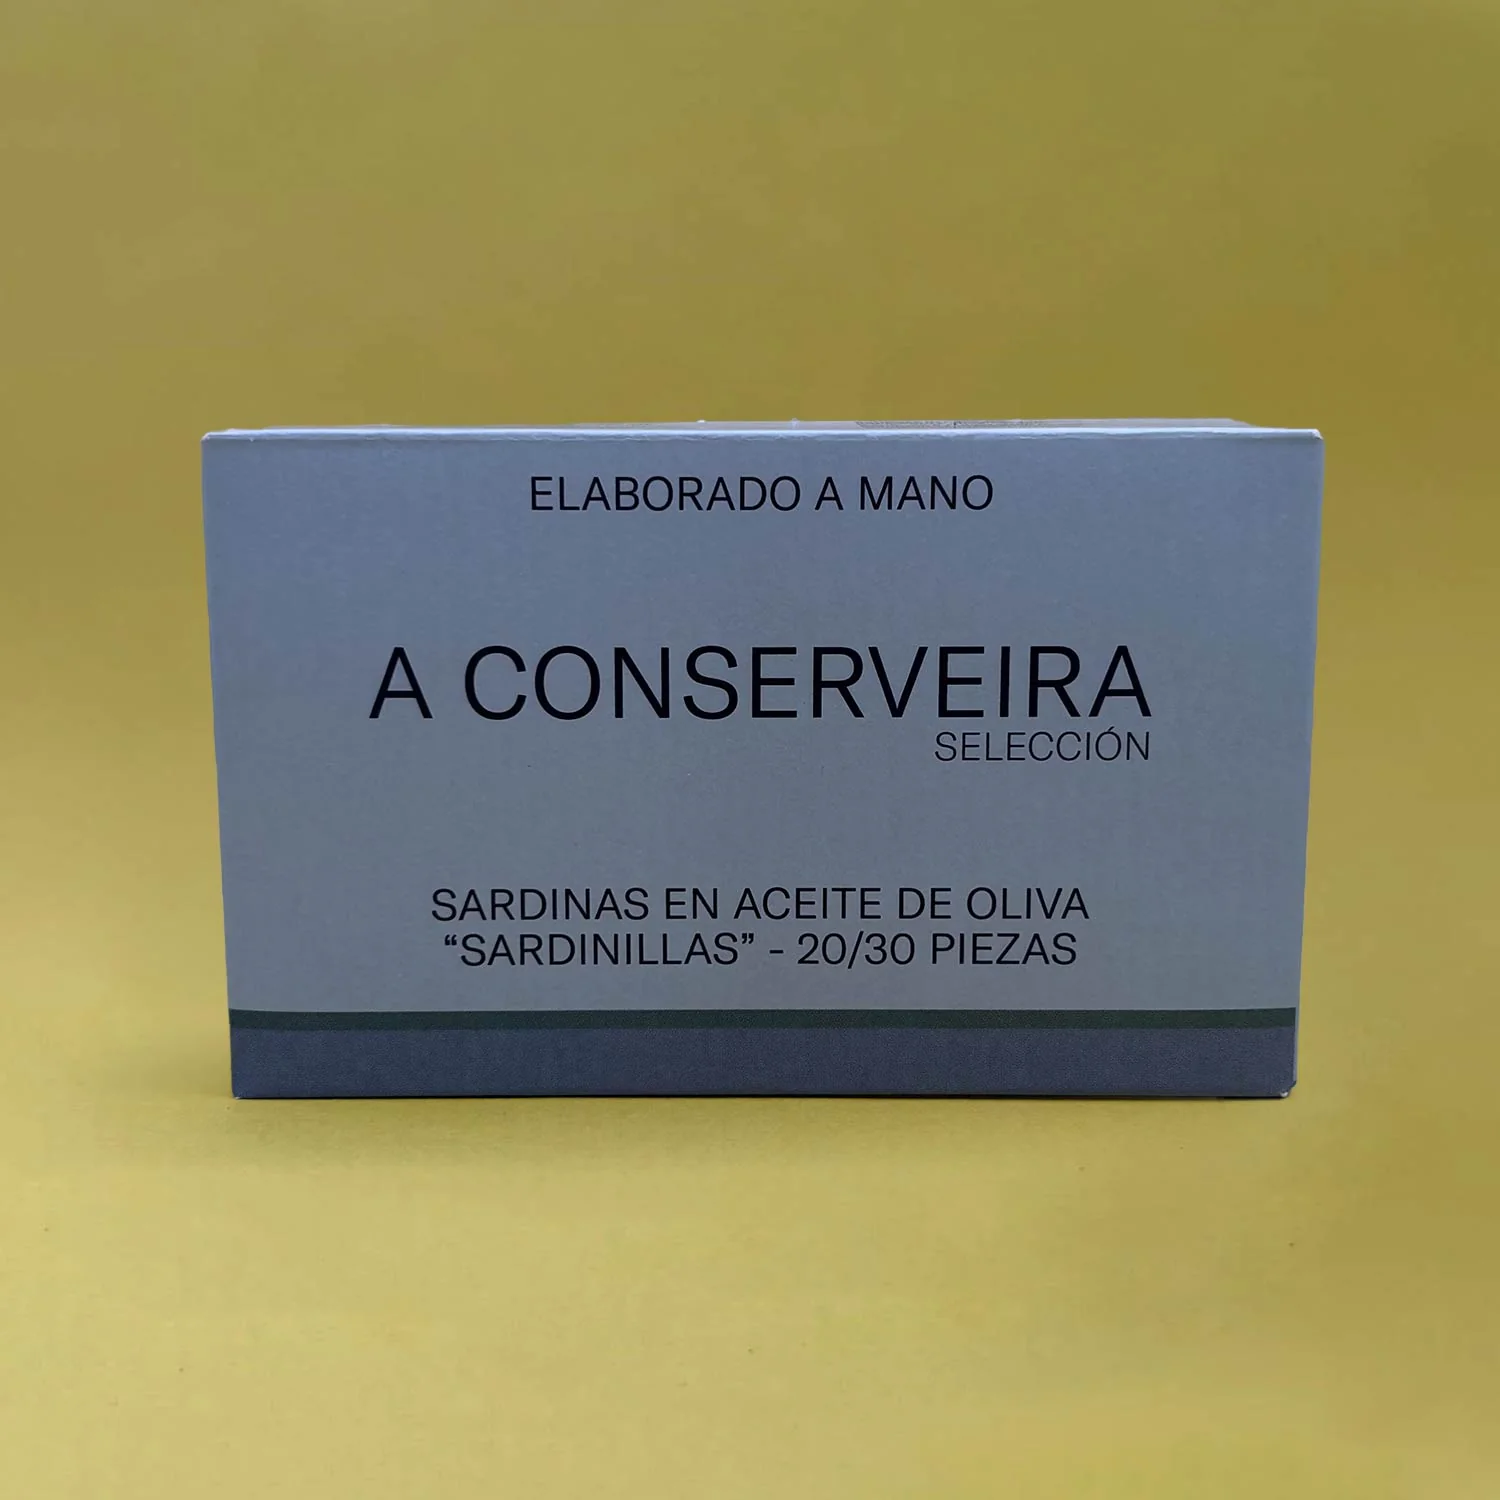 ELABORADO A MANO
A CONSERVEIRA
SELECCIÓN
SARDINAS EN ACEITE DE OLIVA
“SARDINILLAS” - 20/30 PIEZAS